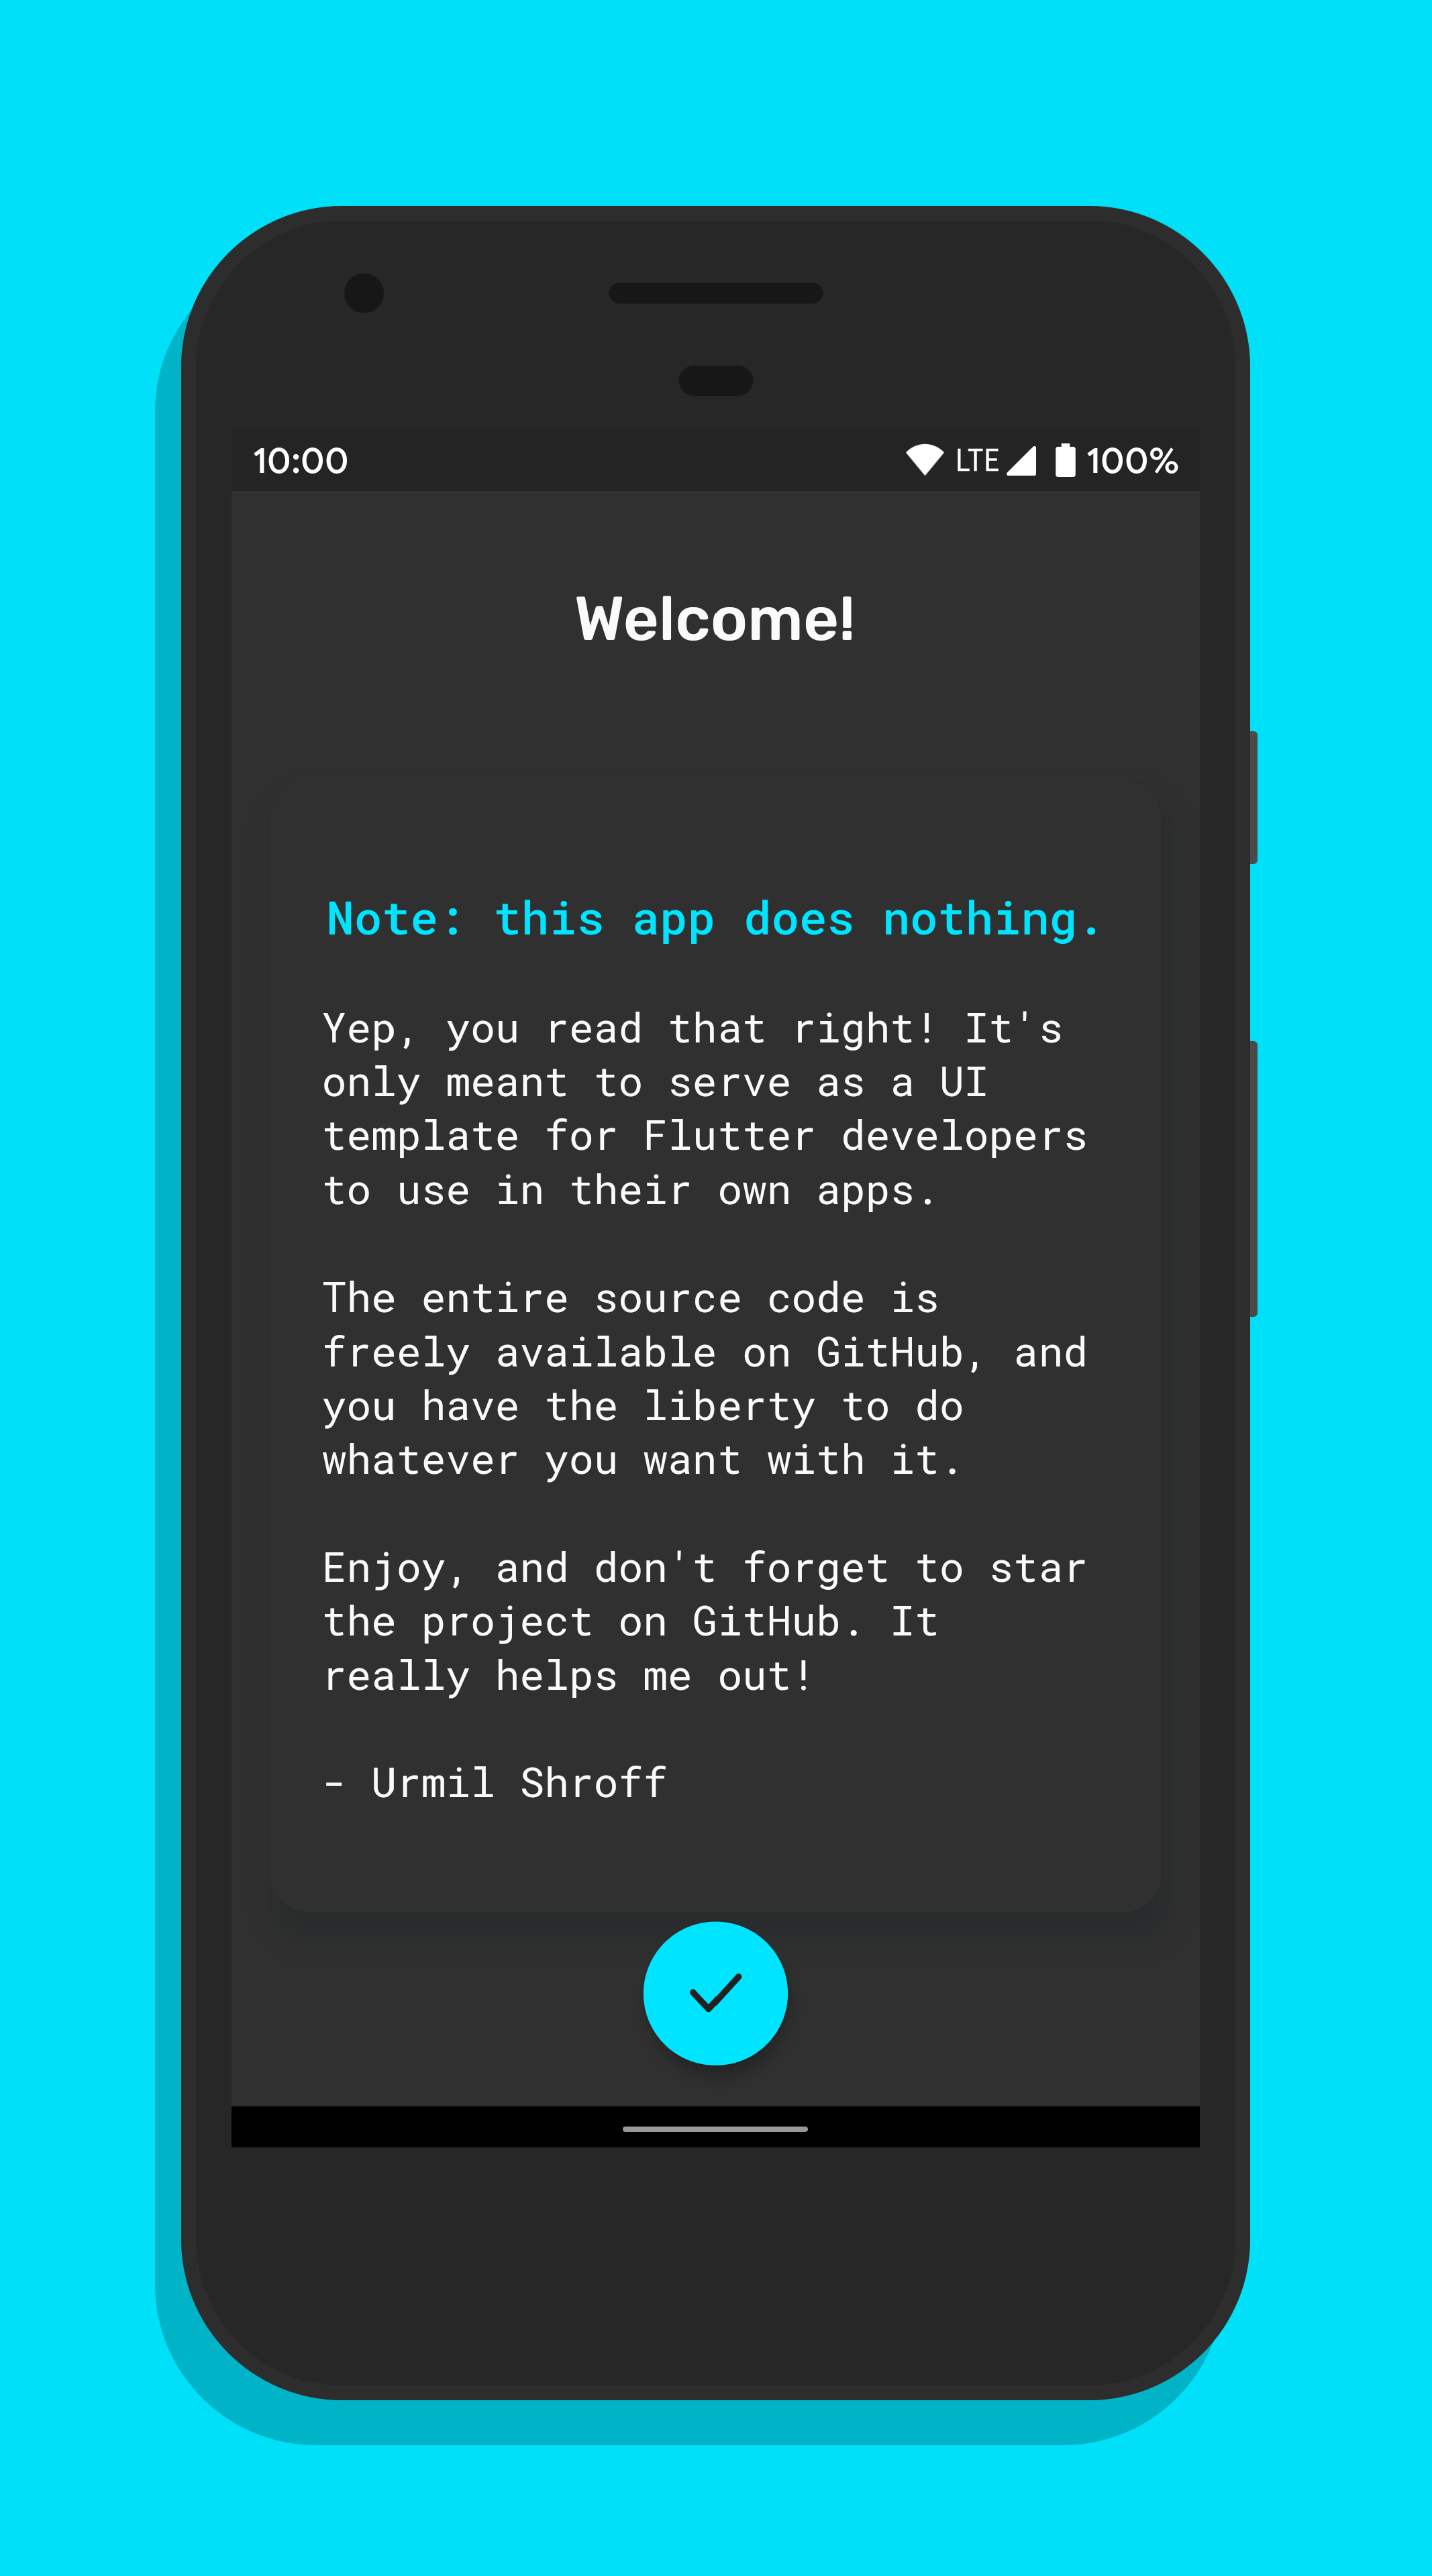 10:00 LTE 100%
Welcome!
Note: this app does nothing.
Yep, you read that right! It's
only meant to serve as a UI
template for Flutter developers
to use in their own apps.
The entire source code is
freely available on GitHub, and
you have the liberty to do
whatever you want with it.
Enjoy, and don't forget to star
the project on GitHub. It
really helps me out!
- Urmil Shroff